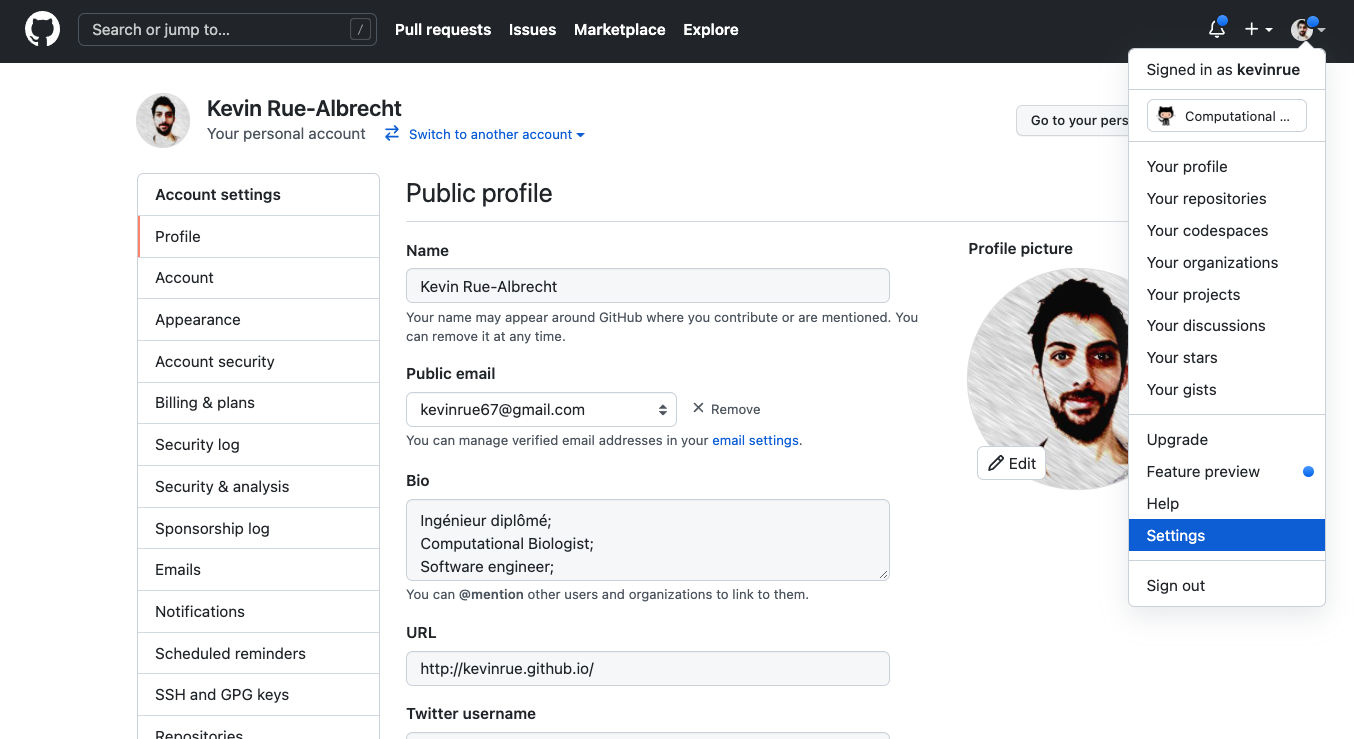 Search or jump to... /
Pull requests
Issues
Marketplace
Explore
Kevin Rue-Albrecht
Your personal account
Switch to another account
Go to your pers
Account settings
Profile
Account
Appearance
Account security
Billing & plans
Security log
Security & analysis
Sponsorship log
Emails
Notifications
Scheduled reminders
SSH and GPG keys
Repositories
Public profile
Name
Kevin Rue-Albrecht
Your name may appear around GitHub where you contribute or are mentioned. You
can remove it at any time.
Public email
kevinrue67@gmail.com
Remove
You can manage verified email addresses in your email settings.
Bio
Ingénieur diplômé;
Computational Biologist;
Software engineer;
You can @mention other users and organizations to link to them.
URL
http://kevinrue.github.io/
Twitter username
Profile picture
Edit
Signed in as kevinrue
Computational ...
Your profile
Your repositories
Your codespaces
Your organizations
Your projects
Your discussions
Your stars
Your gists
Upgrade
Feature preview
Help
Settings
Sign out